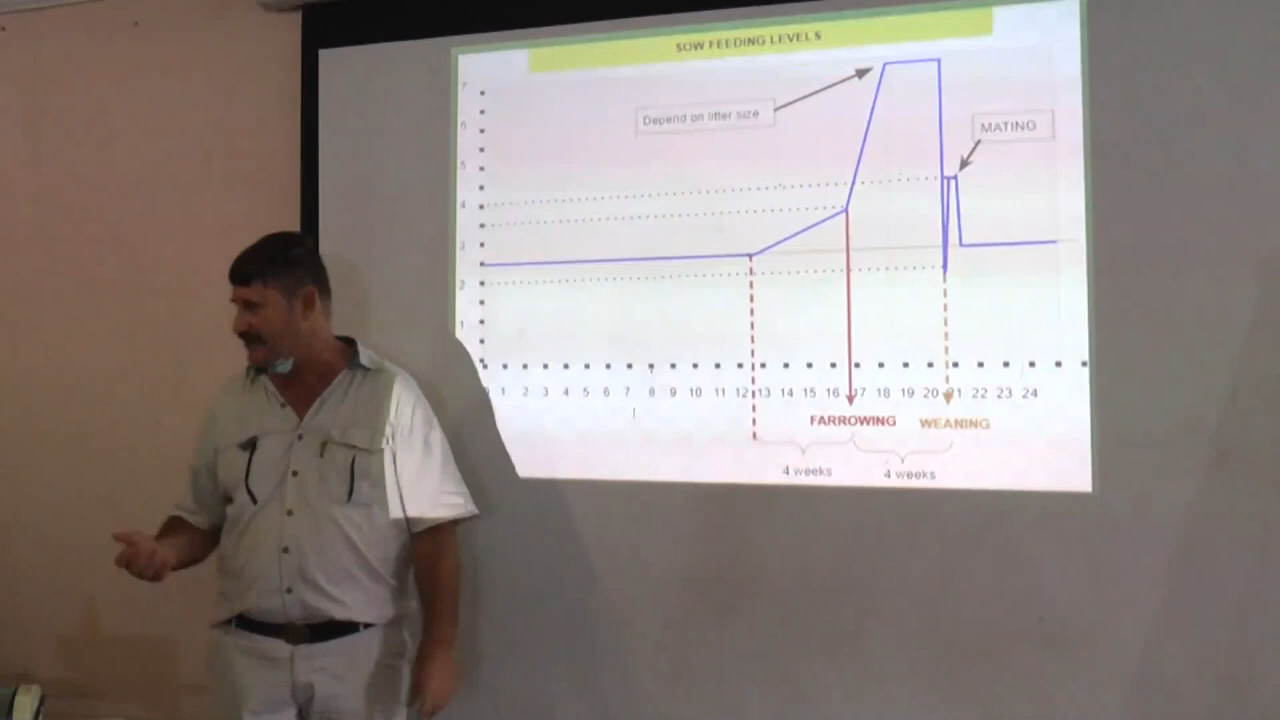 SOW FEEDING LEVELS
7
6
5
4
3
2
1
Depend on litter size
MATING
1 2 3 4 5 6 7 8 9 10 11 12 13 14 15 16 17 18 19 20 21 22 23 24
FARROWING WEANING
4 weeks 4 weeks